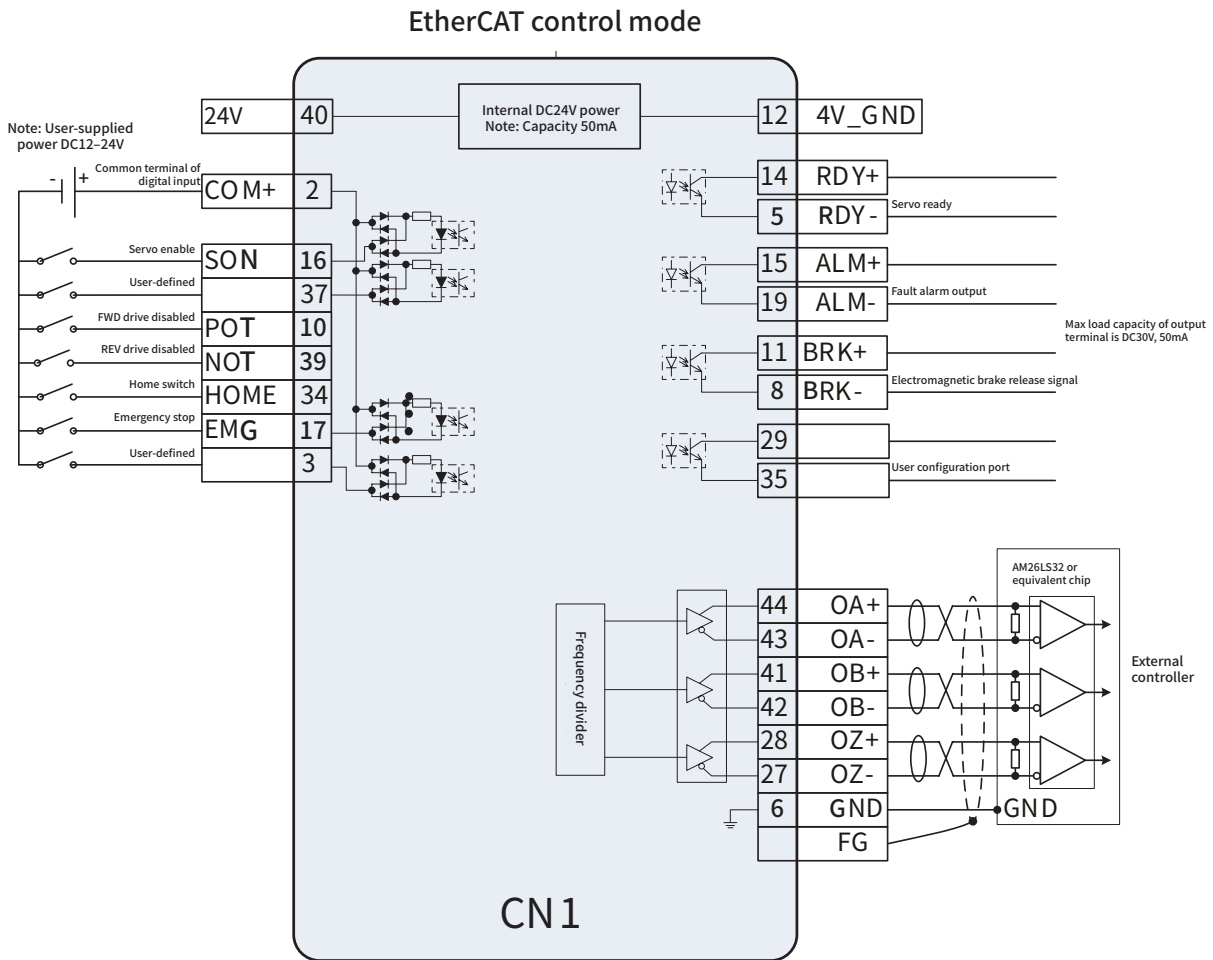 EtherCAT control mode
24V
40
Internal DC24V power
Note: Capacity 50mA
12
4V_GND
Note: User-supplied
power DC12–24V
- +
Common terminal of
digital input
COM+
2
Servo enable
SON
16
User-defined
37
FWD drive disabled
POT
10
REV drive disabled
NOT
39
Home switch
HOME
34
Emergency stop
EMG
17
User-defined
3
14
RDY+
5
RDY-
Servo ready
15
ALM+
19
ALM-
Fault alarm output
11
BRK+
8
BRK-
Electromagnetic brake release signal
29
35
User configuration port
Max load capacity of output
terminal is DC30V, 50mA
Frequency divider
44
OA+
43
OA-
41
OB+
42
OB-
28
OZ+
27
OZ-
6
GND
FG
AM26LS32 or
equivalent chip
GND
External
controller
CN1